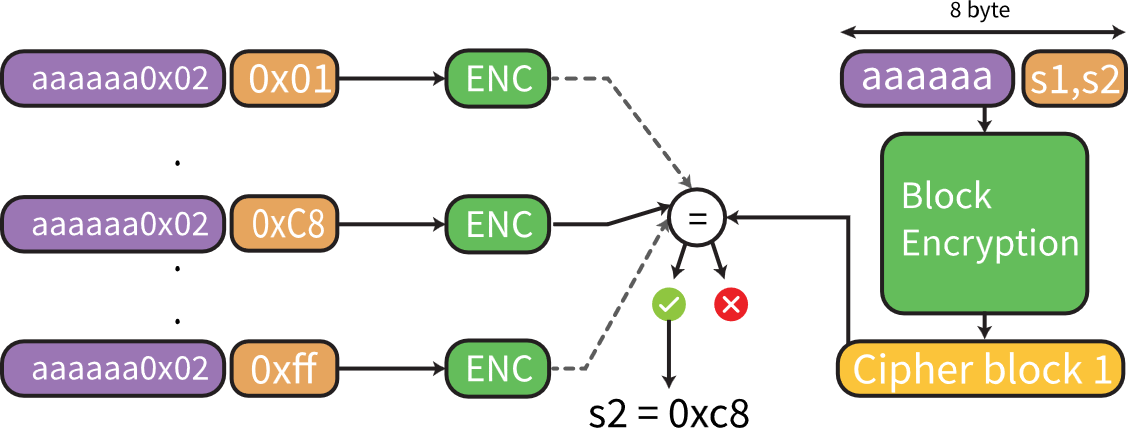 8 byte
aaaaaa0x02 0x01 ENC
aaaaaa s1,s2
aaaaaa0x02 0xC8 ENC
=
Block
Encryption
aaaaaa0x02 0xff ENC
Cipher block 1
s2 = 0xc8